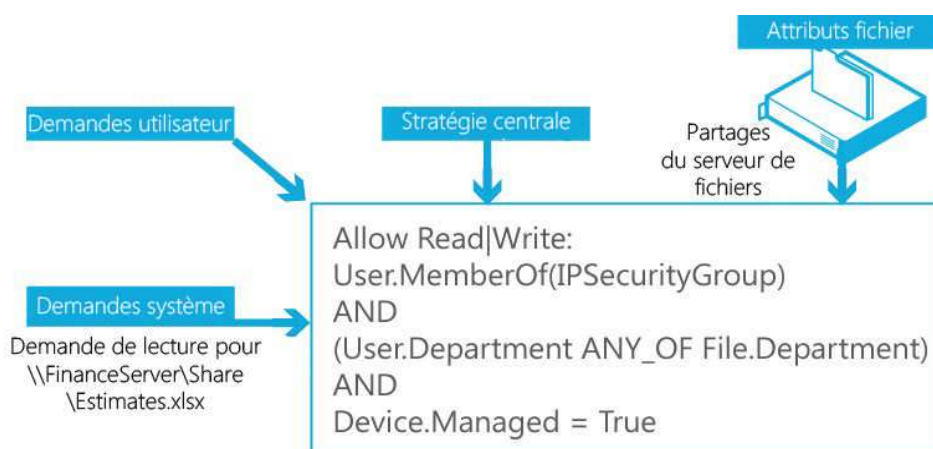 Attributs fichier
Demandes utilisateur
Stratégie centrale
Partages
du serveur de
fichiers
Allow Read|Write:
User.MemberOf(IPSecurityGroup)
AND
(User.Department ANY_OF File.Department)
AND
Device.Managed = True
Demandes système
Demande de lecture pour
\\FinanceServer\Share
\Estimates.xlsx